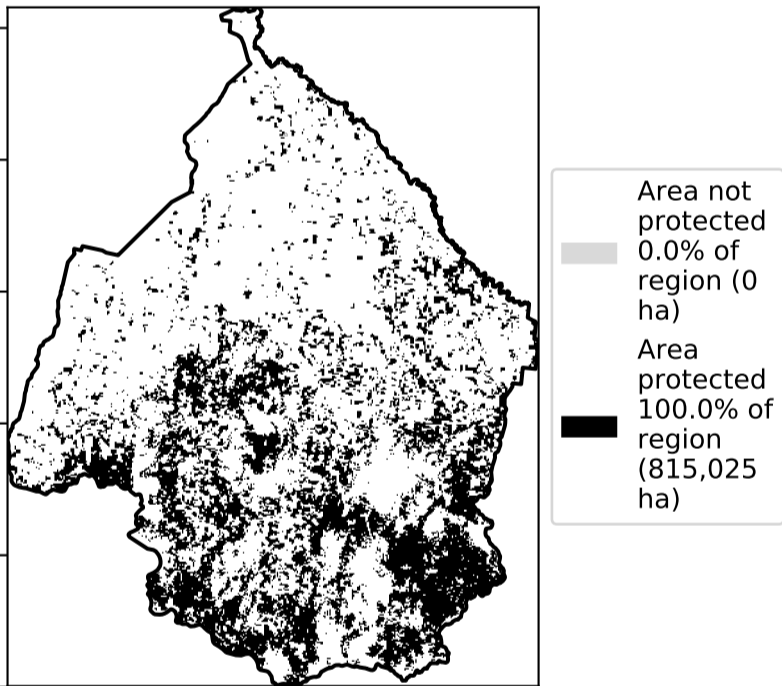 Area not
protected
0.0% of
region (0
ha)
Area
protected
100.0% of
region
(815,025
ha)